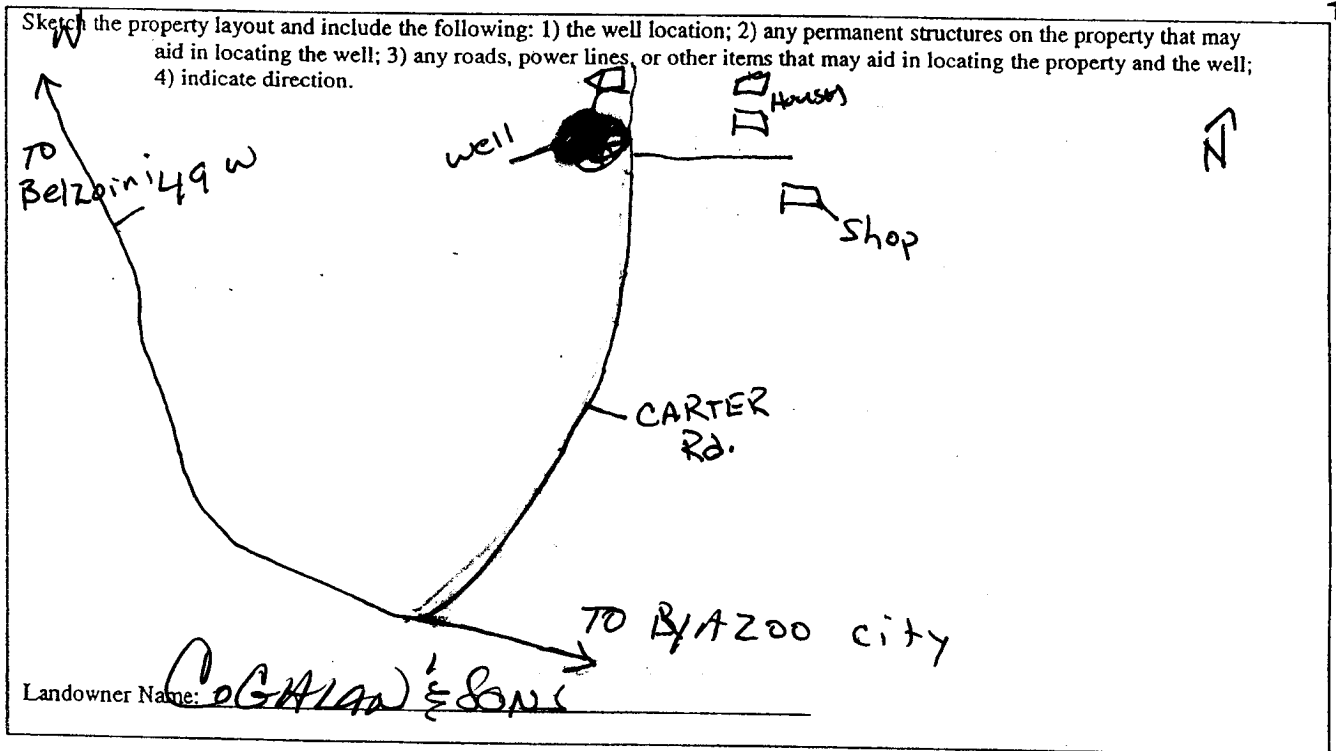 Sketch the property layout and include the following: 1) the well location; 2) any permanent structures on the property that may
aid in locating the well; 3) any roads, power lines, or other items that may aid in locating the property and the well;
4) indicate direction.
N
Houses
well
N
TO
Belzoini
49 W
Shop
CARTER
Rd.
TO YAZOO city
Landowner Name: COGHLAN & SONS